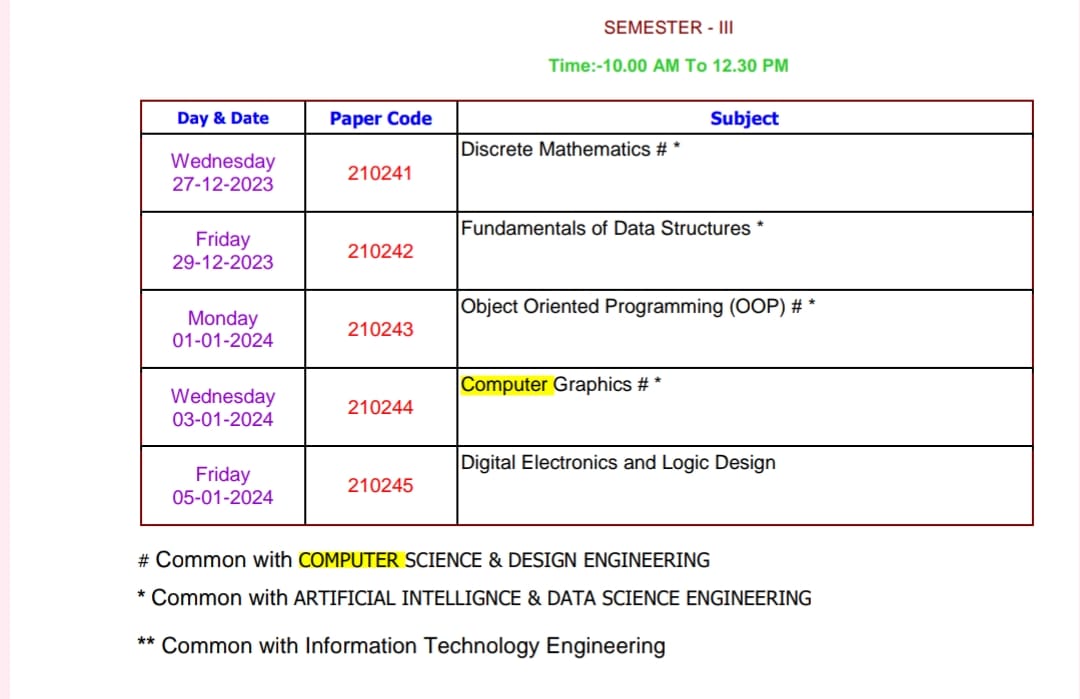 SEMESTER - III
Time:-10.00 AM To 12.30 PM
Day & Date Paper Code Subject
Wednesday
27-12-2023
210241
Discrete Mathematics # *
Friday
29-12-2023
210242
Fundamentals of Data Structures *
Monday
01-01-2024
210243
Object Oriented Programming (OOP) # *
Wednesday
03-01-2024
210244
Computer Graphics # *
Friday
05-01-2024
210245
Digital Electronics and Logic Design
# Common with COMPUTER SCIENCE & DESIGN ENGINEERING
* Common with ARTIFICIAL INTELLIGNCE & DATA SCIENCE ENGINEERING
** Common with Information Technology Engineering